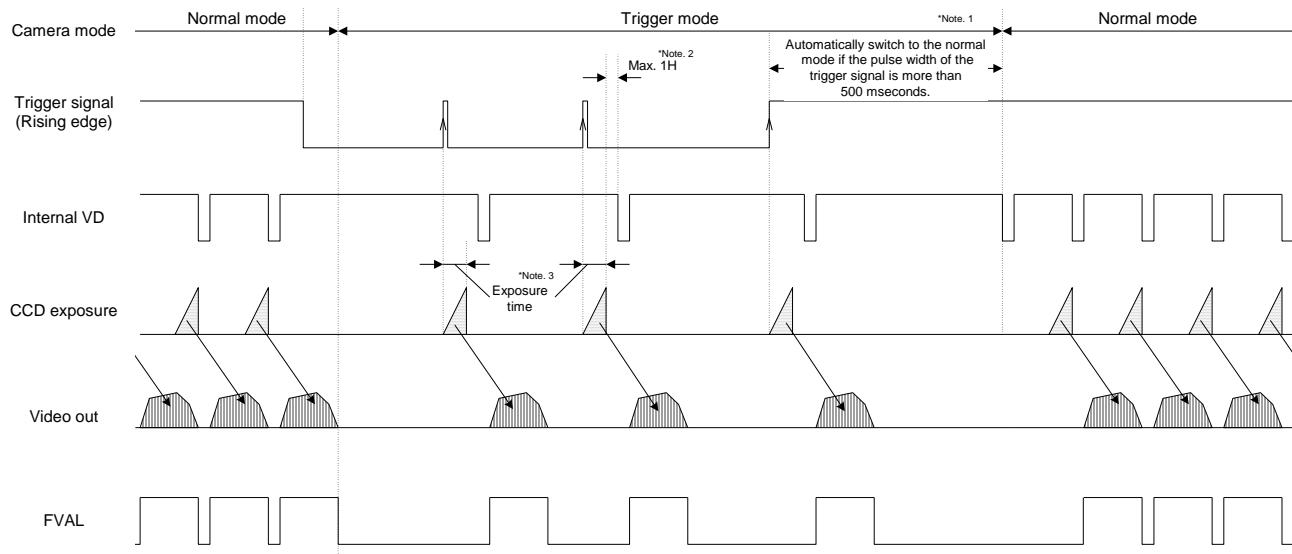 Normal mode
Trigger mode
*Note. 1
Normal mode
Camera mode
*Note. 2
Max. 1H
Automatically switch to the normal
mode if the pulse width of the
trigger signal is more than
500 mseconds.
Trigger signal
(Rising edge)
Internal VD
*Note. 3
Exposure
time
CCD exposure
Video out
FVAL